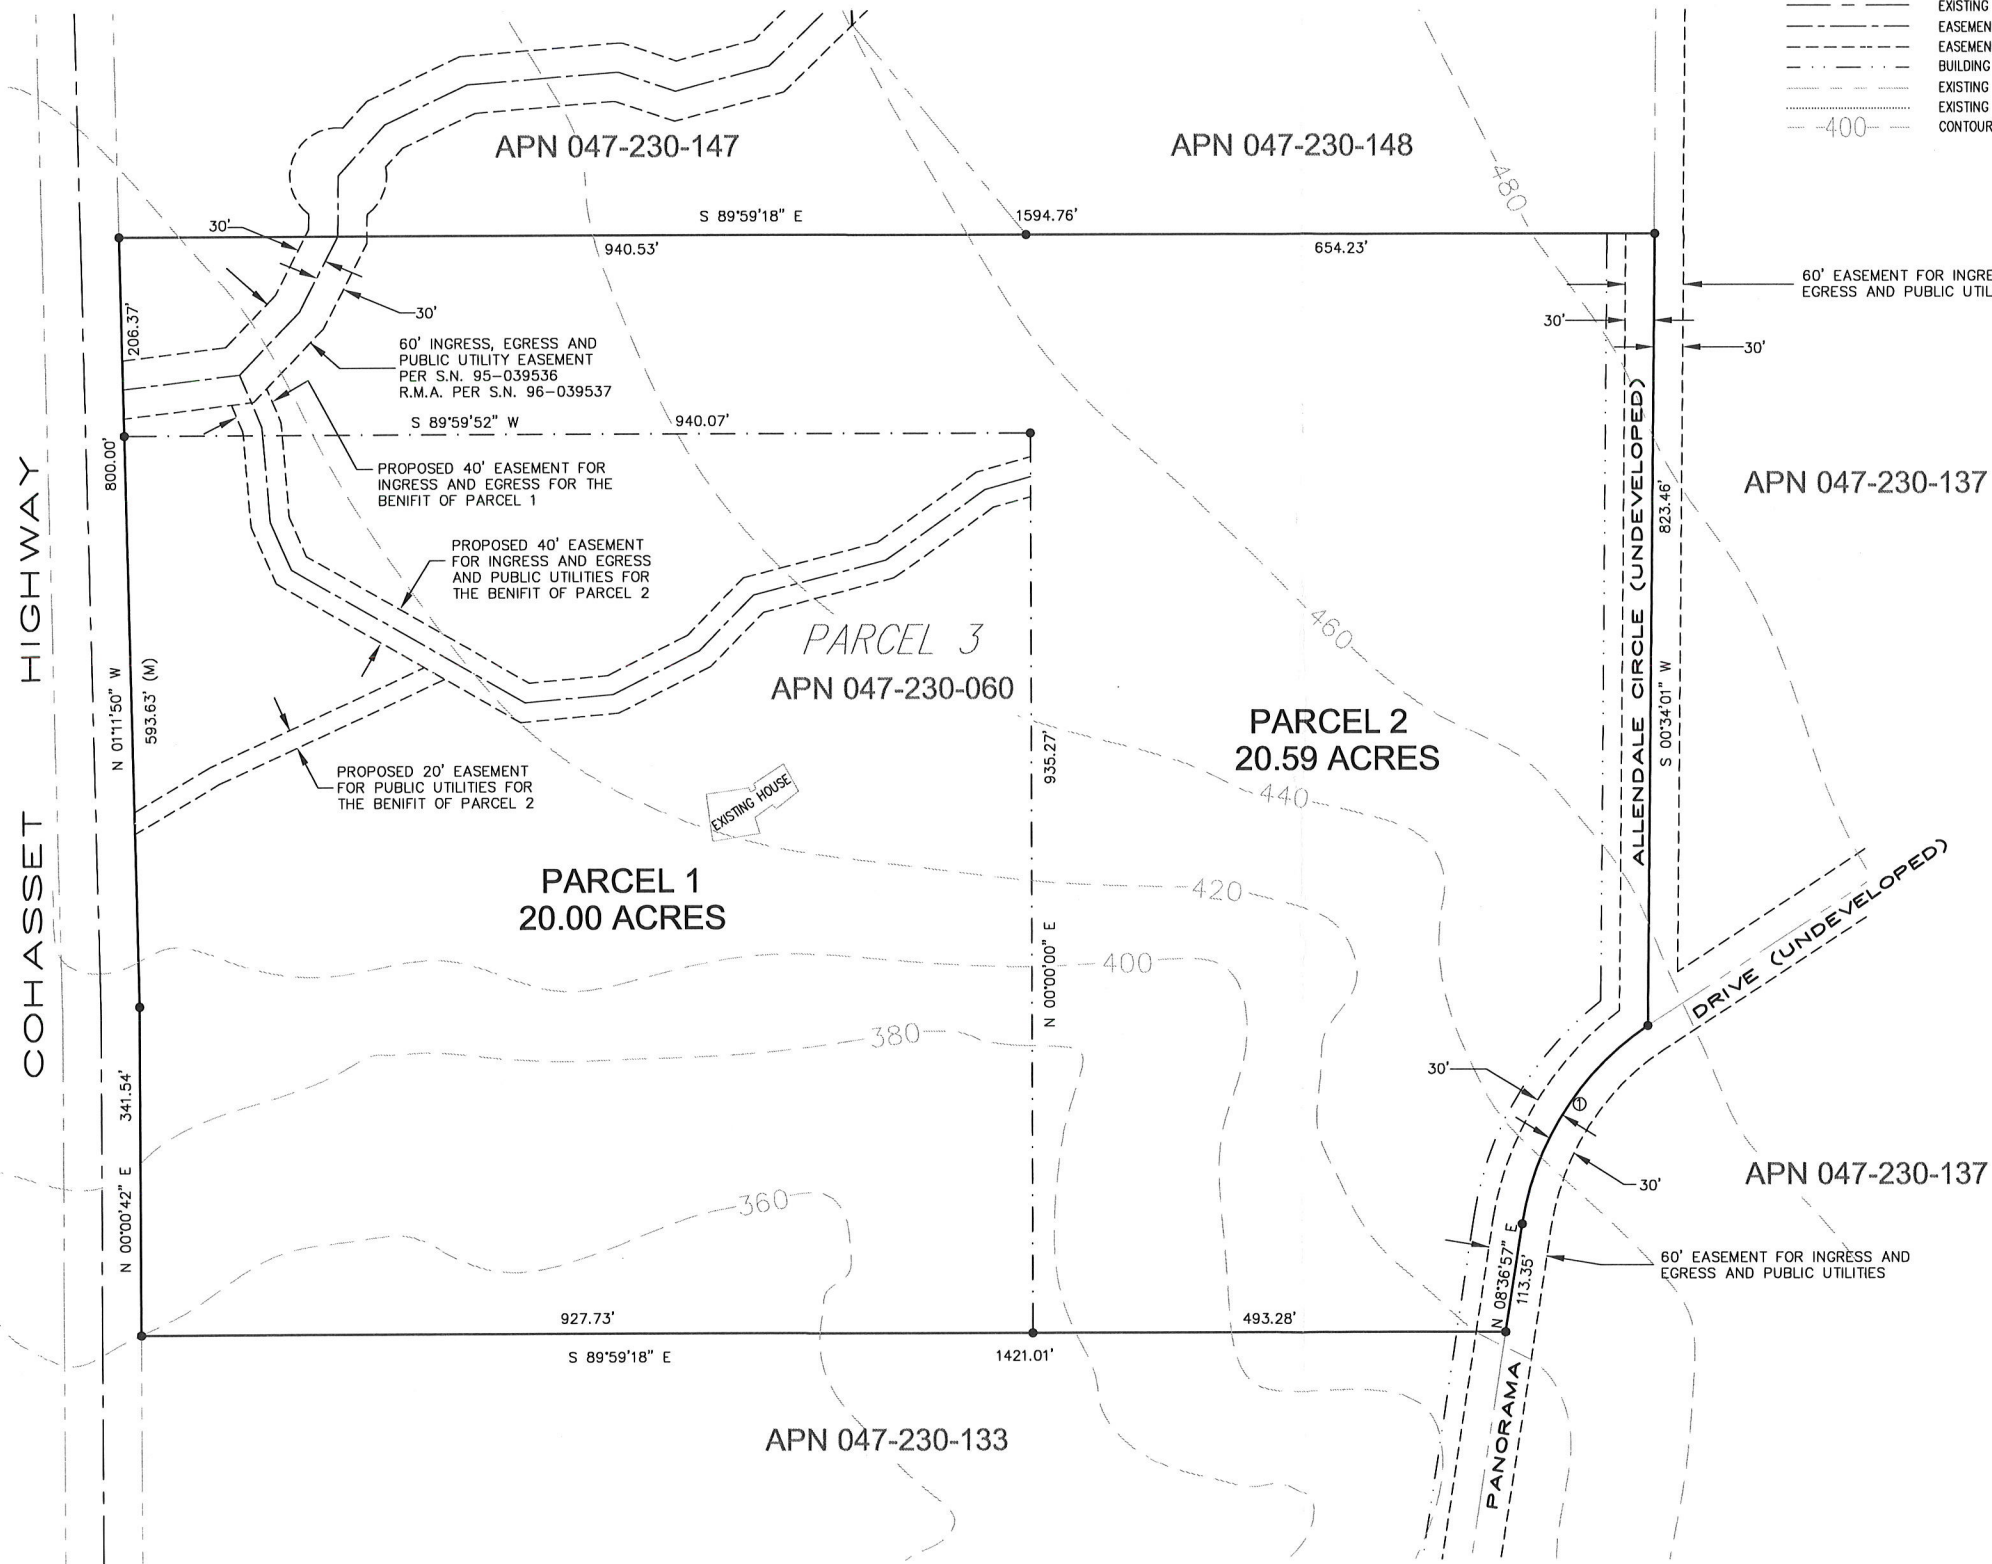 EXISTING
EASEMEN
EASEMEN
BUILDING
EXISTING
EXISTING
400 CONTOUR
APN 047-230-147
APN 047-230-148
480
S 89°59'18" E
1594.76'
30'
940.53'
654.23'
60' EASEMENT FOR INGRE
EGRESS AND PUBLIC UTIL
30'
206.37'
30'
30'
60' INGRESS, EGRESS AND
PUBLIC UTILITY EASEMENT
PER S.N. 95-039536
R.M.A. PER S.N. 96-039537
S 89°59'52" W
940.07'
800.00'
PROPOSED 40' EASEMENT FOR
INGRESS AND EGRESS FOR THE
BENIFIT OF PARCEL 1
APN 047-230-137
823.46'
ALLENDALE CIRCLE (UNDEVELOPED)
S 00°34'01" W
COHASSET HIGHWAY
PROPOSED 40' EASEMENT
FOR INGRESS AND EGRESS
AND PUBLIC UTILITIES FOR
THE BENIFIT OF PARCEL 2
PARCEL 3
APN 047-230-060
460
N 01°11'50" W
593.63' (M)
PARCEL 2
20.59 ACRES
935.27'
PROPOSED 20' EASEMENT
FOR PUBLIC UTILITIES FOR
THE BENIFIT OF PARCEL 2
EXISTING HOUSE
440
PARCEL 1
20.00 ACRES
420
N 00°00'00" E
400
DRIVE (UNDEVELOPED)
380
341.54'
30'
1
N 00°00'42" E
360
30'
APN 047-230-137
N 08°36'57" E
113.35'
60' EASEMENT FOR INGRESS AND
EGRESS AND PUBLIC UTILITIES
927.73'
493.28'
S 89°59'18" E
1421.01'
PANORAMA
APN 047-230-133